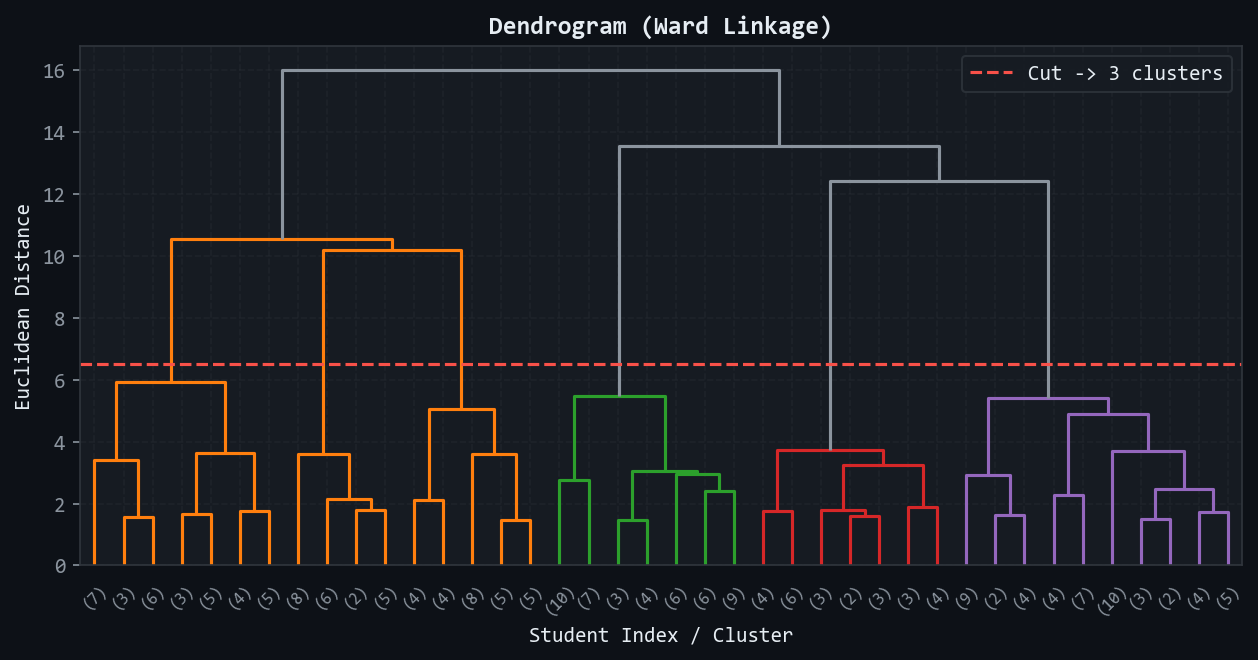 Dendrogram (Ward Linkage)
Cut -> 3 clusters
Euclidean Distance
16
14
12
10
8
6
4
2
0
(7) (3) (6) (3) (5) (4) (5) (8) (6) (2) (5) (4) (4) (8) (5) (5) (10) (7) (3) (4) (6) (6) (9) (4) (6) (3) (2) (3) (3) (4) (9) (2) (4) (4) (7) (10) (3) (2) (4) (5)
Student Index / Cluster